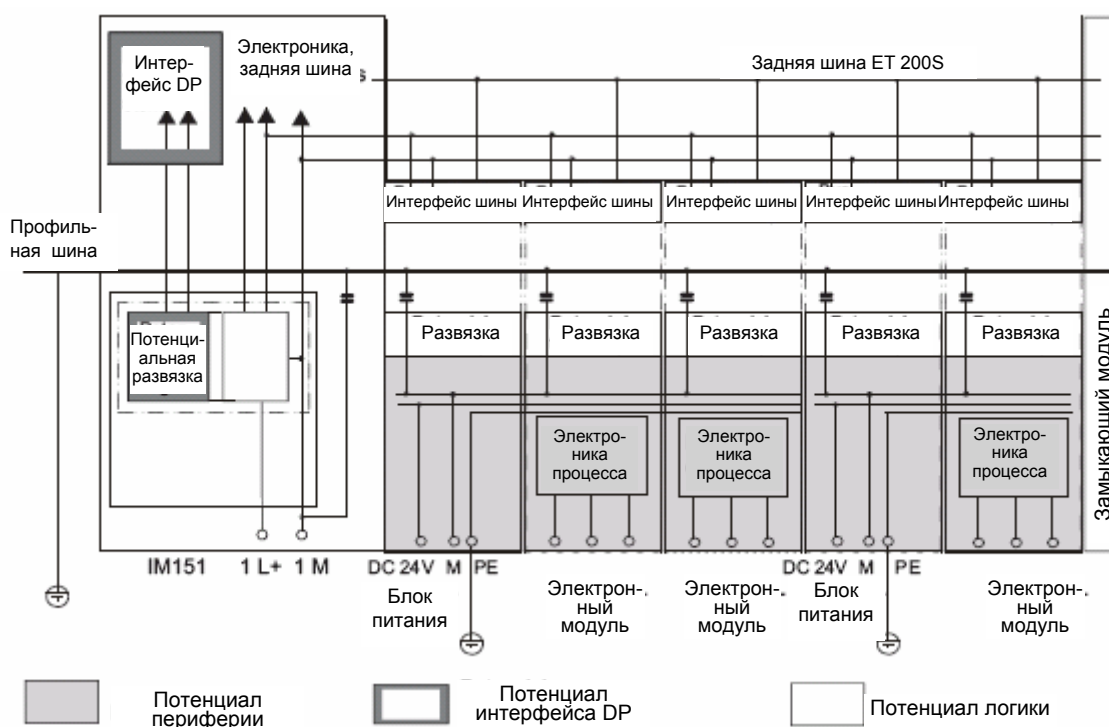 Интер-
фейс DP
Электроника,
задняя шина
Задняя шина ET 200S
Интерфейс шины Интерфейс шины Интерфейс шины Интерфейс шины Интерфейс шины
Профиль-
ная шина
Потенци-
альная
развязка
Развязка Развязка Развязка Развязка Развязка
Электро-
ника
процесса
Электро-
ника
процесса
Электро-
ника
процесса
Замыкающий модуль
IM151 1 L+ 1 M DC 24V M PE DC 24V M PE
Блок
питания
Электрон-
ный
модуль
Электрон-
ный
модуль
Блок
питания
Электрон-
ный
модуль
Потенциал
периферии
Потенциал
интерфейса DP
Потенциал логики